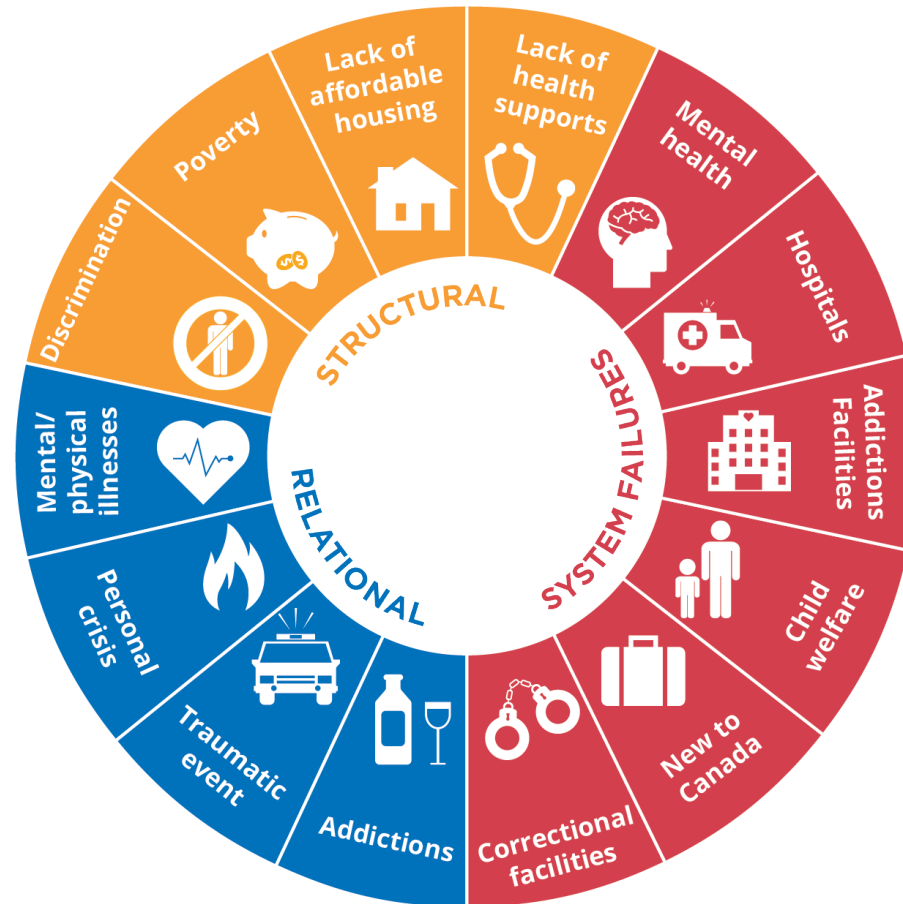 Lack of
affordable
housing
Lack of
health
supports
Mental
health
Hospitals
Addictions
Facilities
Child
welfare
New to
Canada
Correctional
facilities
Addictions
Traumatic
event
Personal
crisis
Mental/
physical
illnesses
Discrimination
Poverty
$ $
STRUCTURAL
SYSTEM FAILURES
RELATIONAL